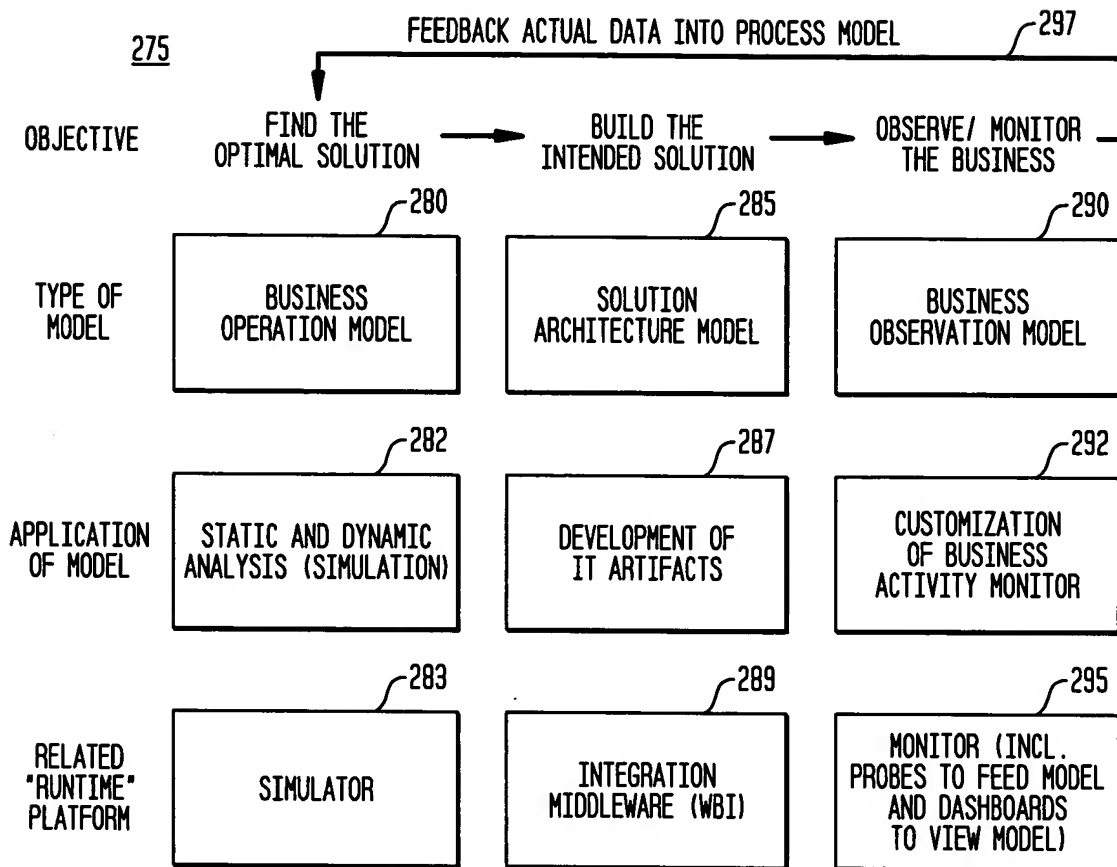 275
FEEDBACK ACTUAL DATA INTO PROCESS MODEL
297
OBJECTIVE
FIND THE
OPTIMAL SOLUTION
BUILD THE
INTENDED SOLUTION
OBSERVE/ MONITOR
THE BUSINESS
280
285
290
TYPE OF
MODEL
BUSINESS
OPERATION MODEL
SOLUTION
ARCHITECTURE MODEL
BUSINESS
OBSERVATION MODEL
282
287
292
APPLICATION
OF MODEL
STATIC AND DYNAMIC
ANALYSIS (SIMULATION)
DEVELOPMENT OF
IT ARTIFACTS
CUSTOMIZATION
OF BUSINESS
ACTIVITY MONITOR
283
289
295
RELATED
"RUNTIME"
PLATFORM
SIMULATOR
INTEGRATION
MIDDLEWARE (WBI)
MONITOR (INCL.
PROBES TO FEED MODEL
AND DASHBOARDS
TO VIEW MODEL)